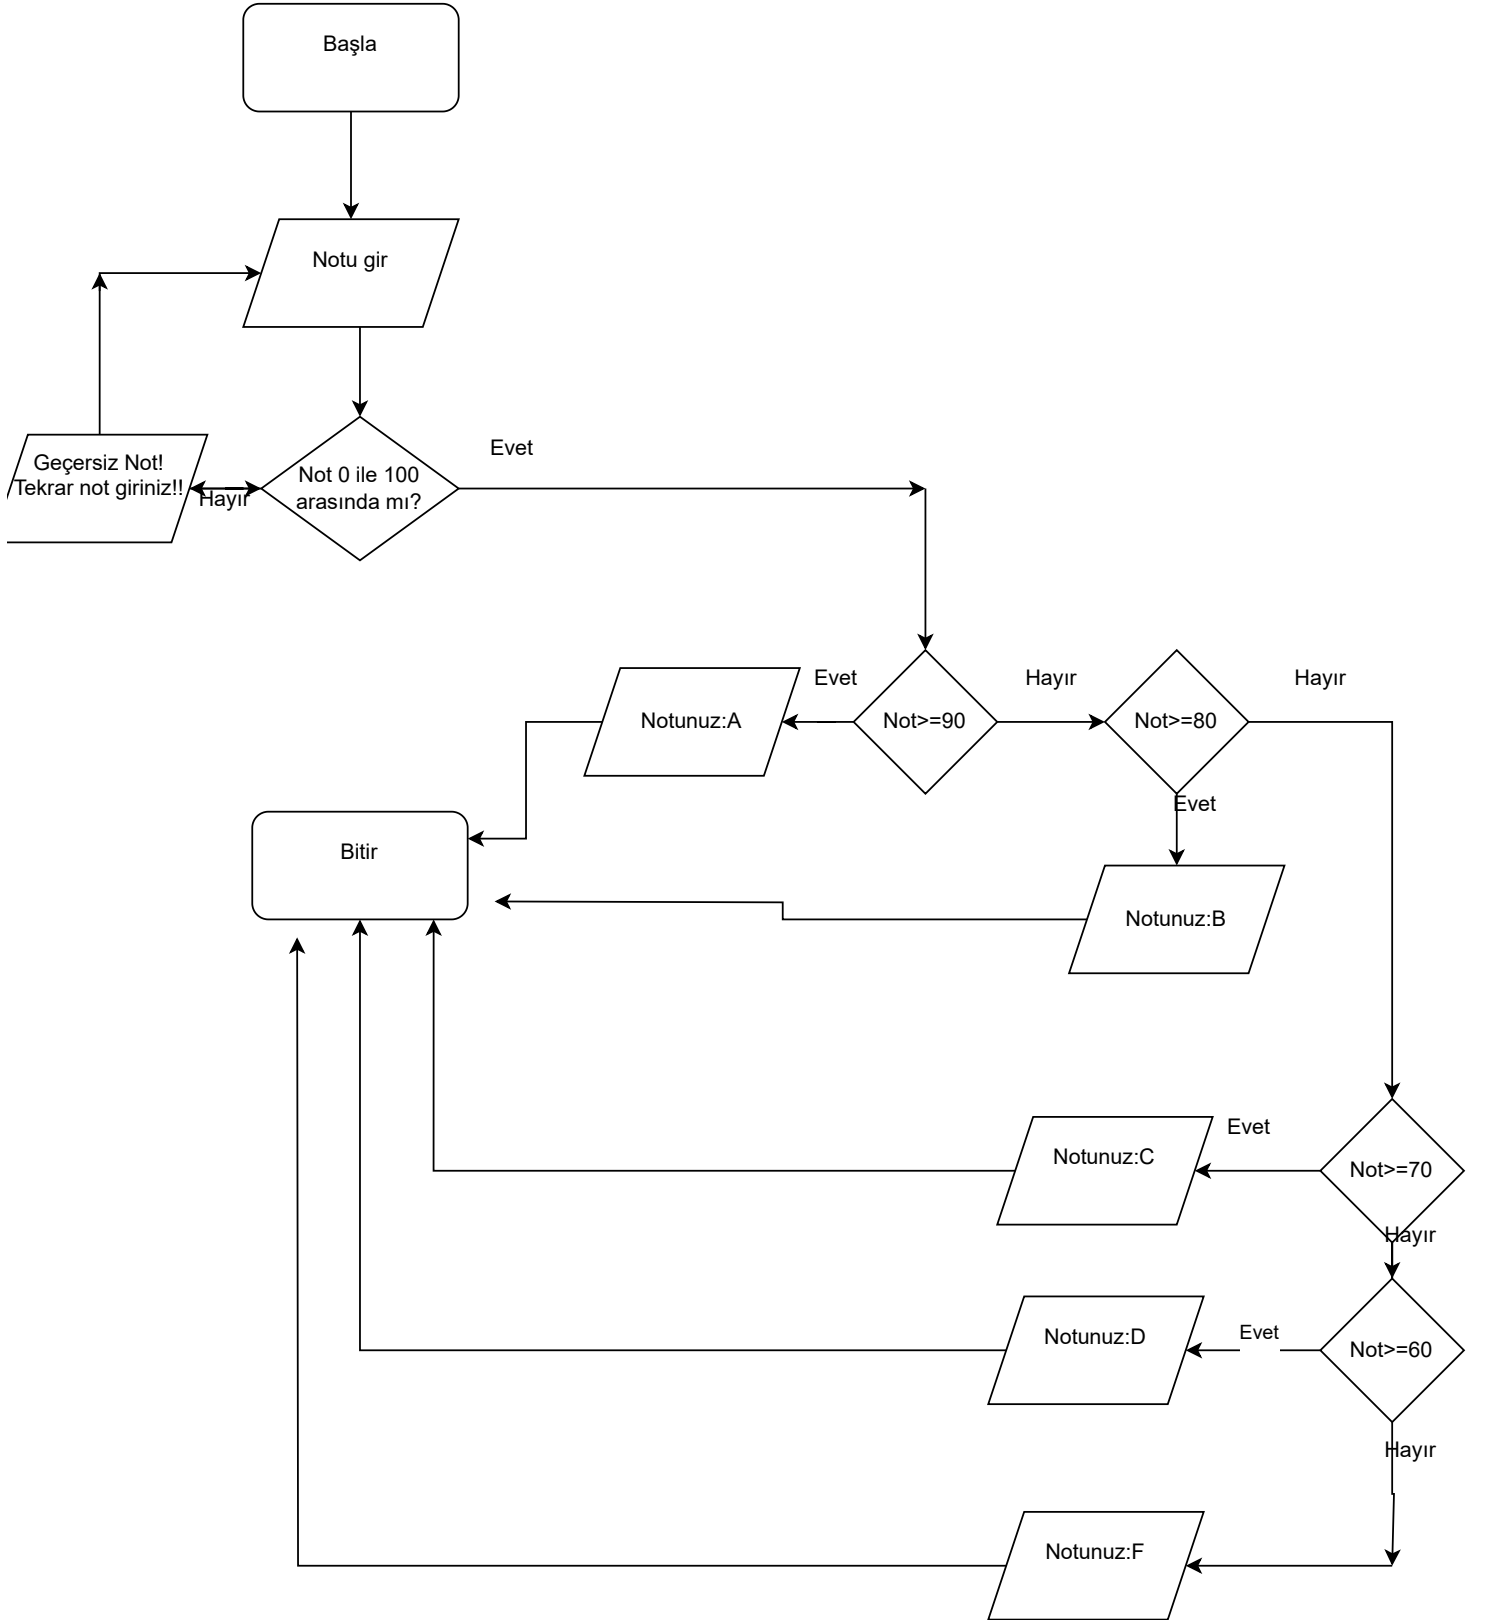 Başla
Notu gir
Geçersiz Not!
Tekrar not giriniz!!
Hayır
Not 0 ile 100
arasında mı?
Evet
Notunuz:A
Evet
Not>=90
Hayır
Not>=80
Hayır
Evet
Bitir
Notunuz:B
Notunuz:C
Evet
Not>=70
Hayır
Notunuz:D
Evet
Not>=60
Hayır
Notunuz:F